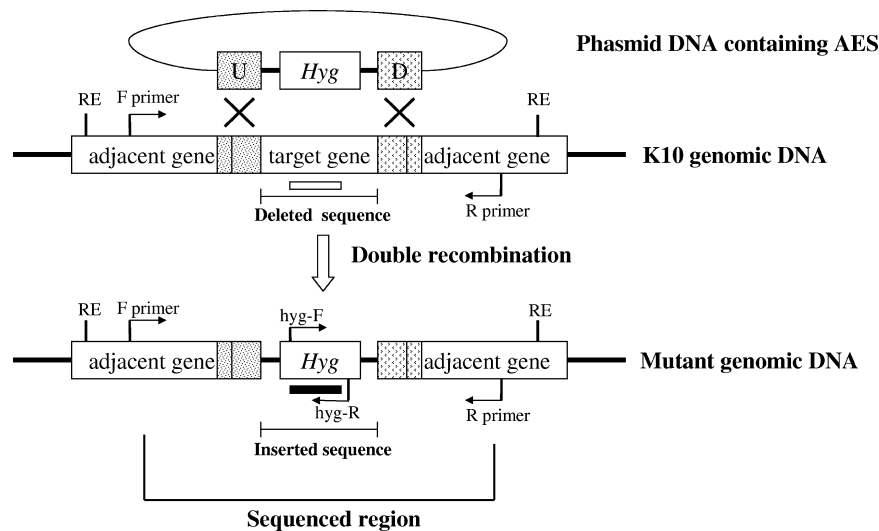 Phasmid DNA containing AES
U Hyg D
RE F primer RE
adjacent gene target gene adjacent gene K10 genomic DNA
R primer
Deleted sequence
Double recombination
RE F primer hyg-F RE
adjacent gene Hyg adjacent gene Mutant genomic DNA
hyg-R R primer
Inserted sequence
Sequenced region